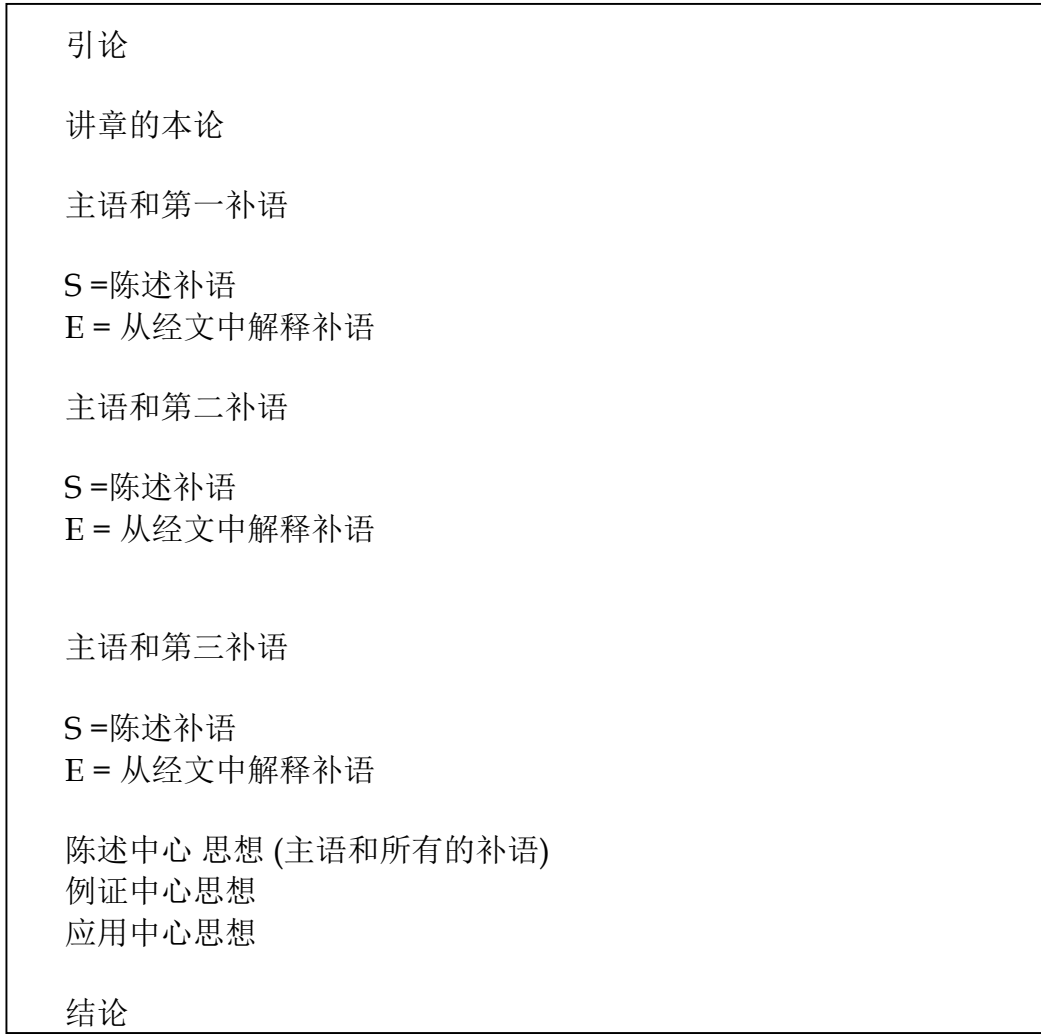 引论
讲章的本论
主语和第一补语
S =陈述补语
E = 从经文中解释补语
主语和第二补语
S =陈述补语
E = 从经文中解释补语
主语和第三补语
S =陈述补语
E = 从经文中解释补语
陈述中心 思想 (主语和所有的补语)
例证中心思想
应用中心思想
结论